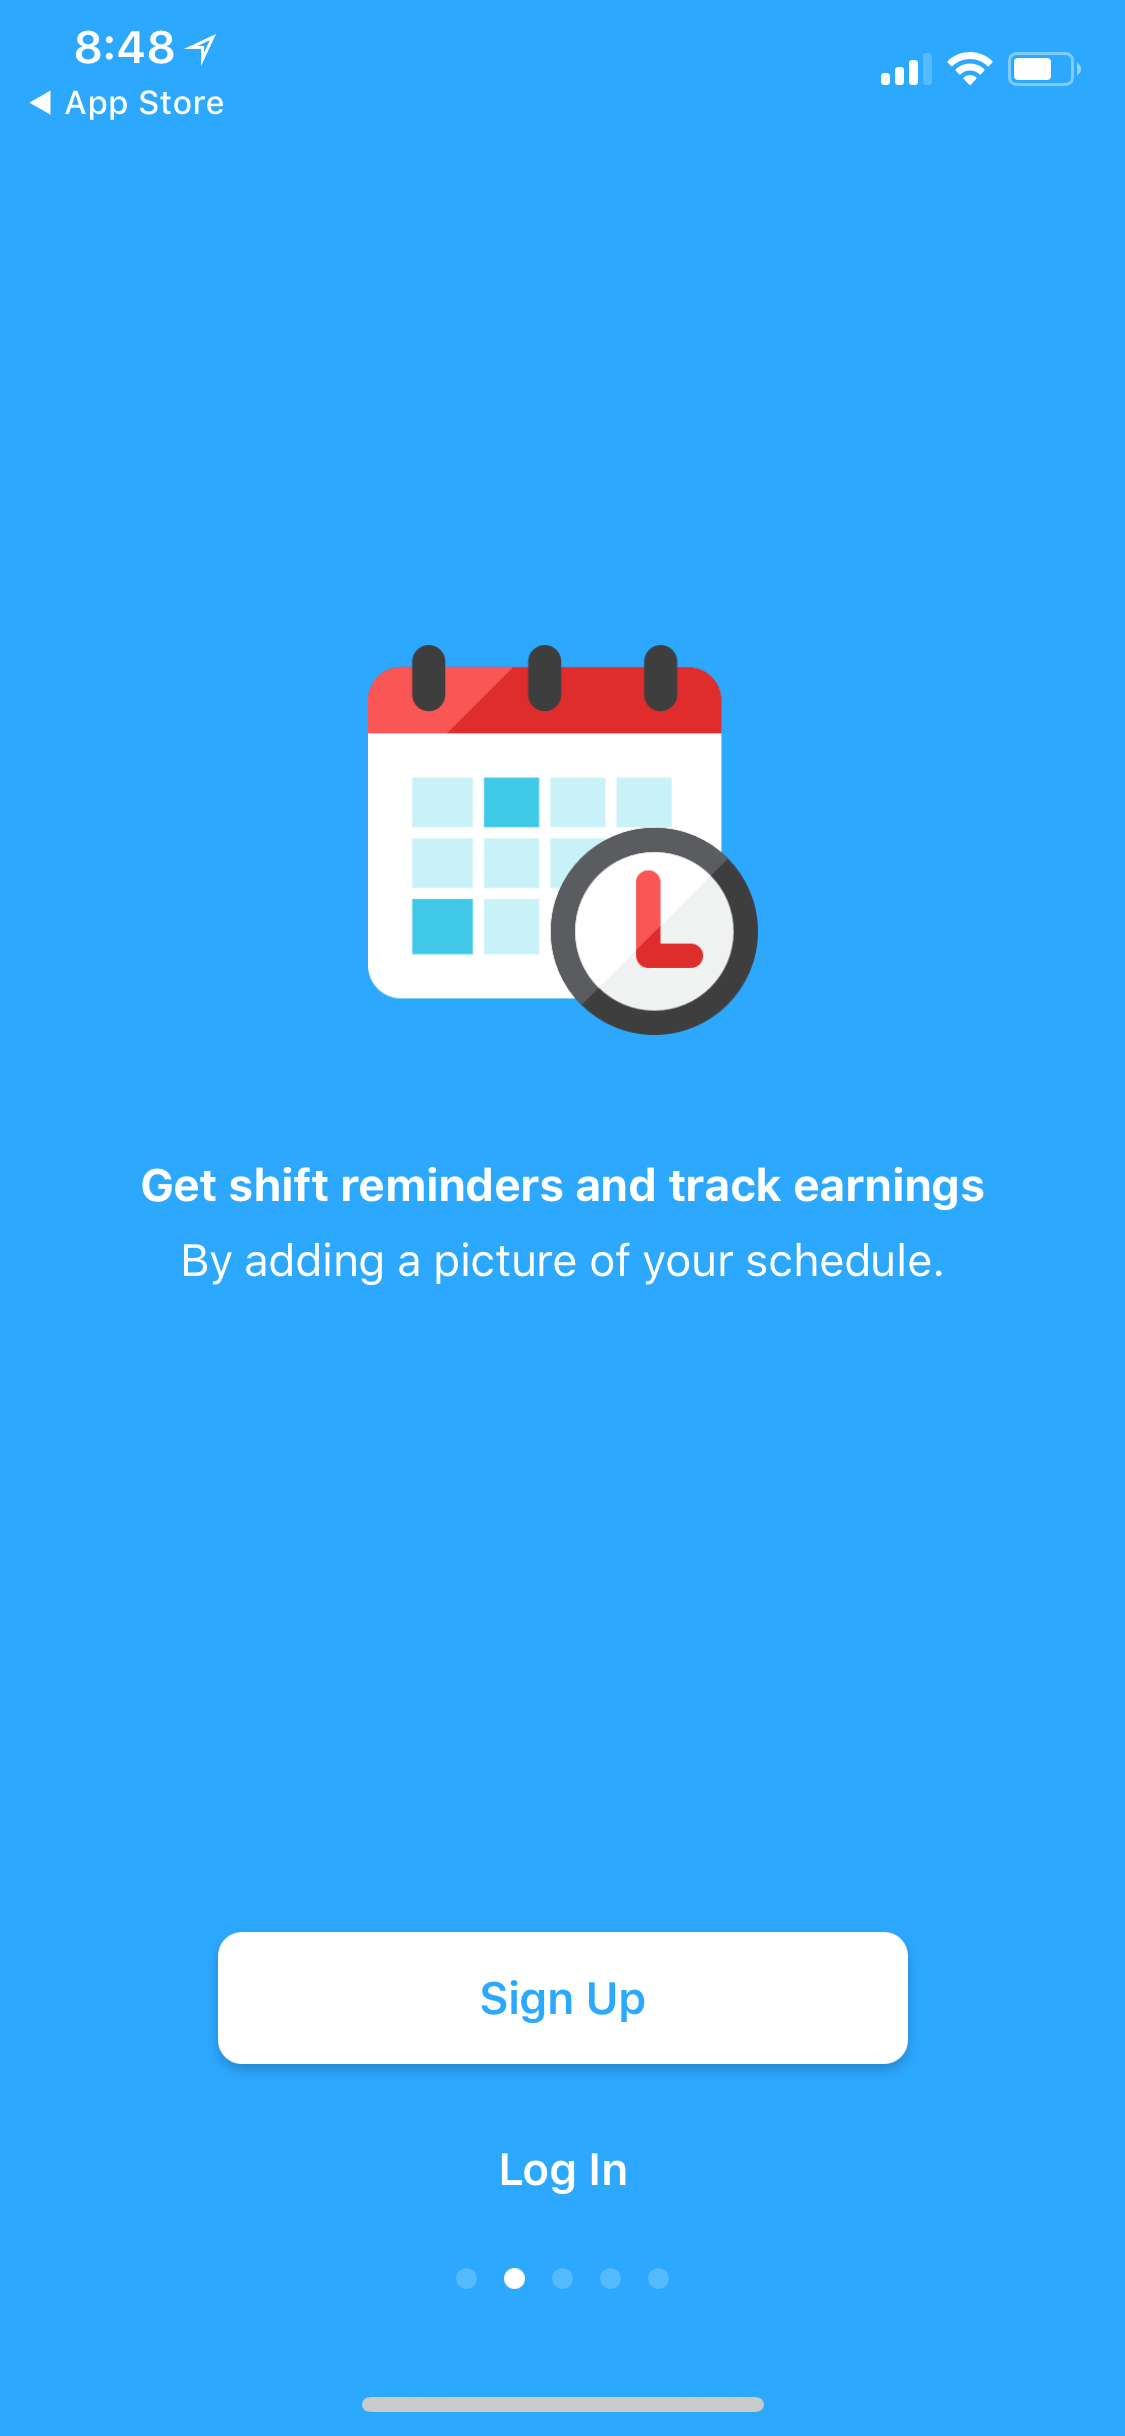 8:48
App Store
Get shift reminders and track earnings
By adding a picture of your schedule.
Sign Up
Log In